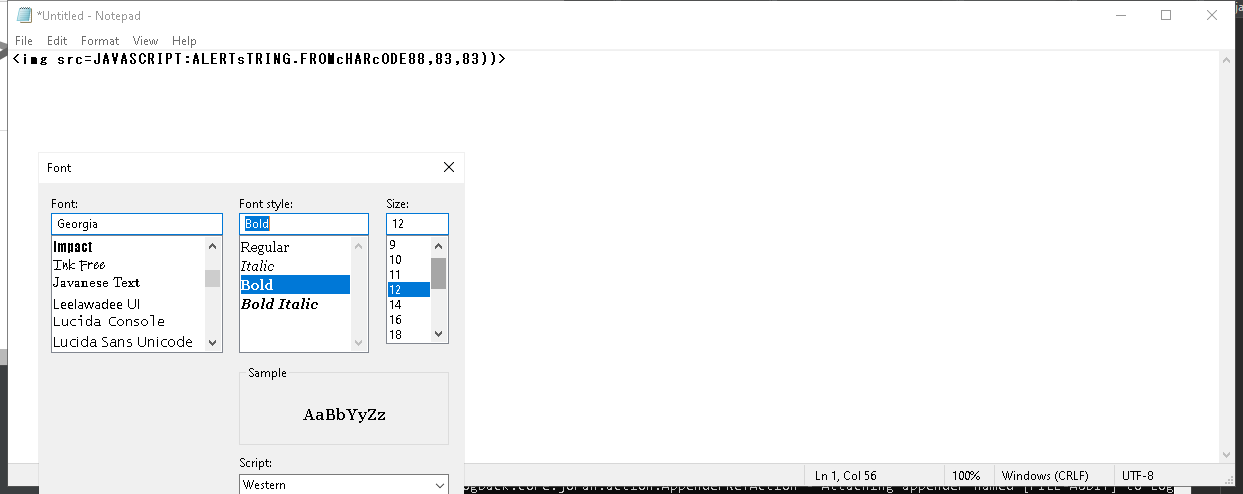 *Untitled - Notepad
File Edit Format View Help
<img src=JAVASCRIPT:ALERTsTRING.FROMcHARcODE88,83,83))>
Font
Font: Font style: Size:
Georgia Bold 12
Impact Regular 9
Ink Free Italic 10
Javanese Text Bold 11
Leelawadee UI Bold Italic 12
Lucida Console 14
Lucida Sans Unicode 16
18
Sample
AaBbYyZz
Script:
Western
Ln 1, Col 56 100% Windows (CRLF) UTF-8